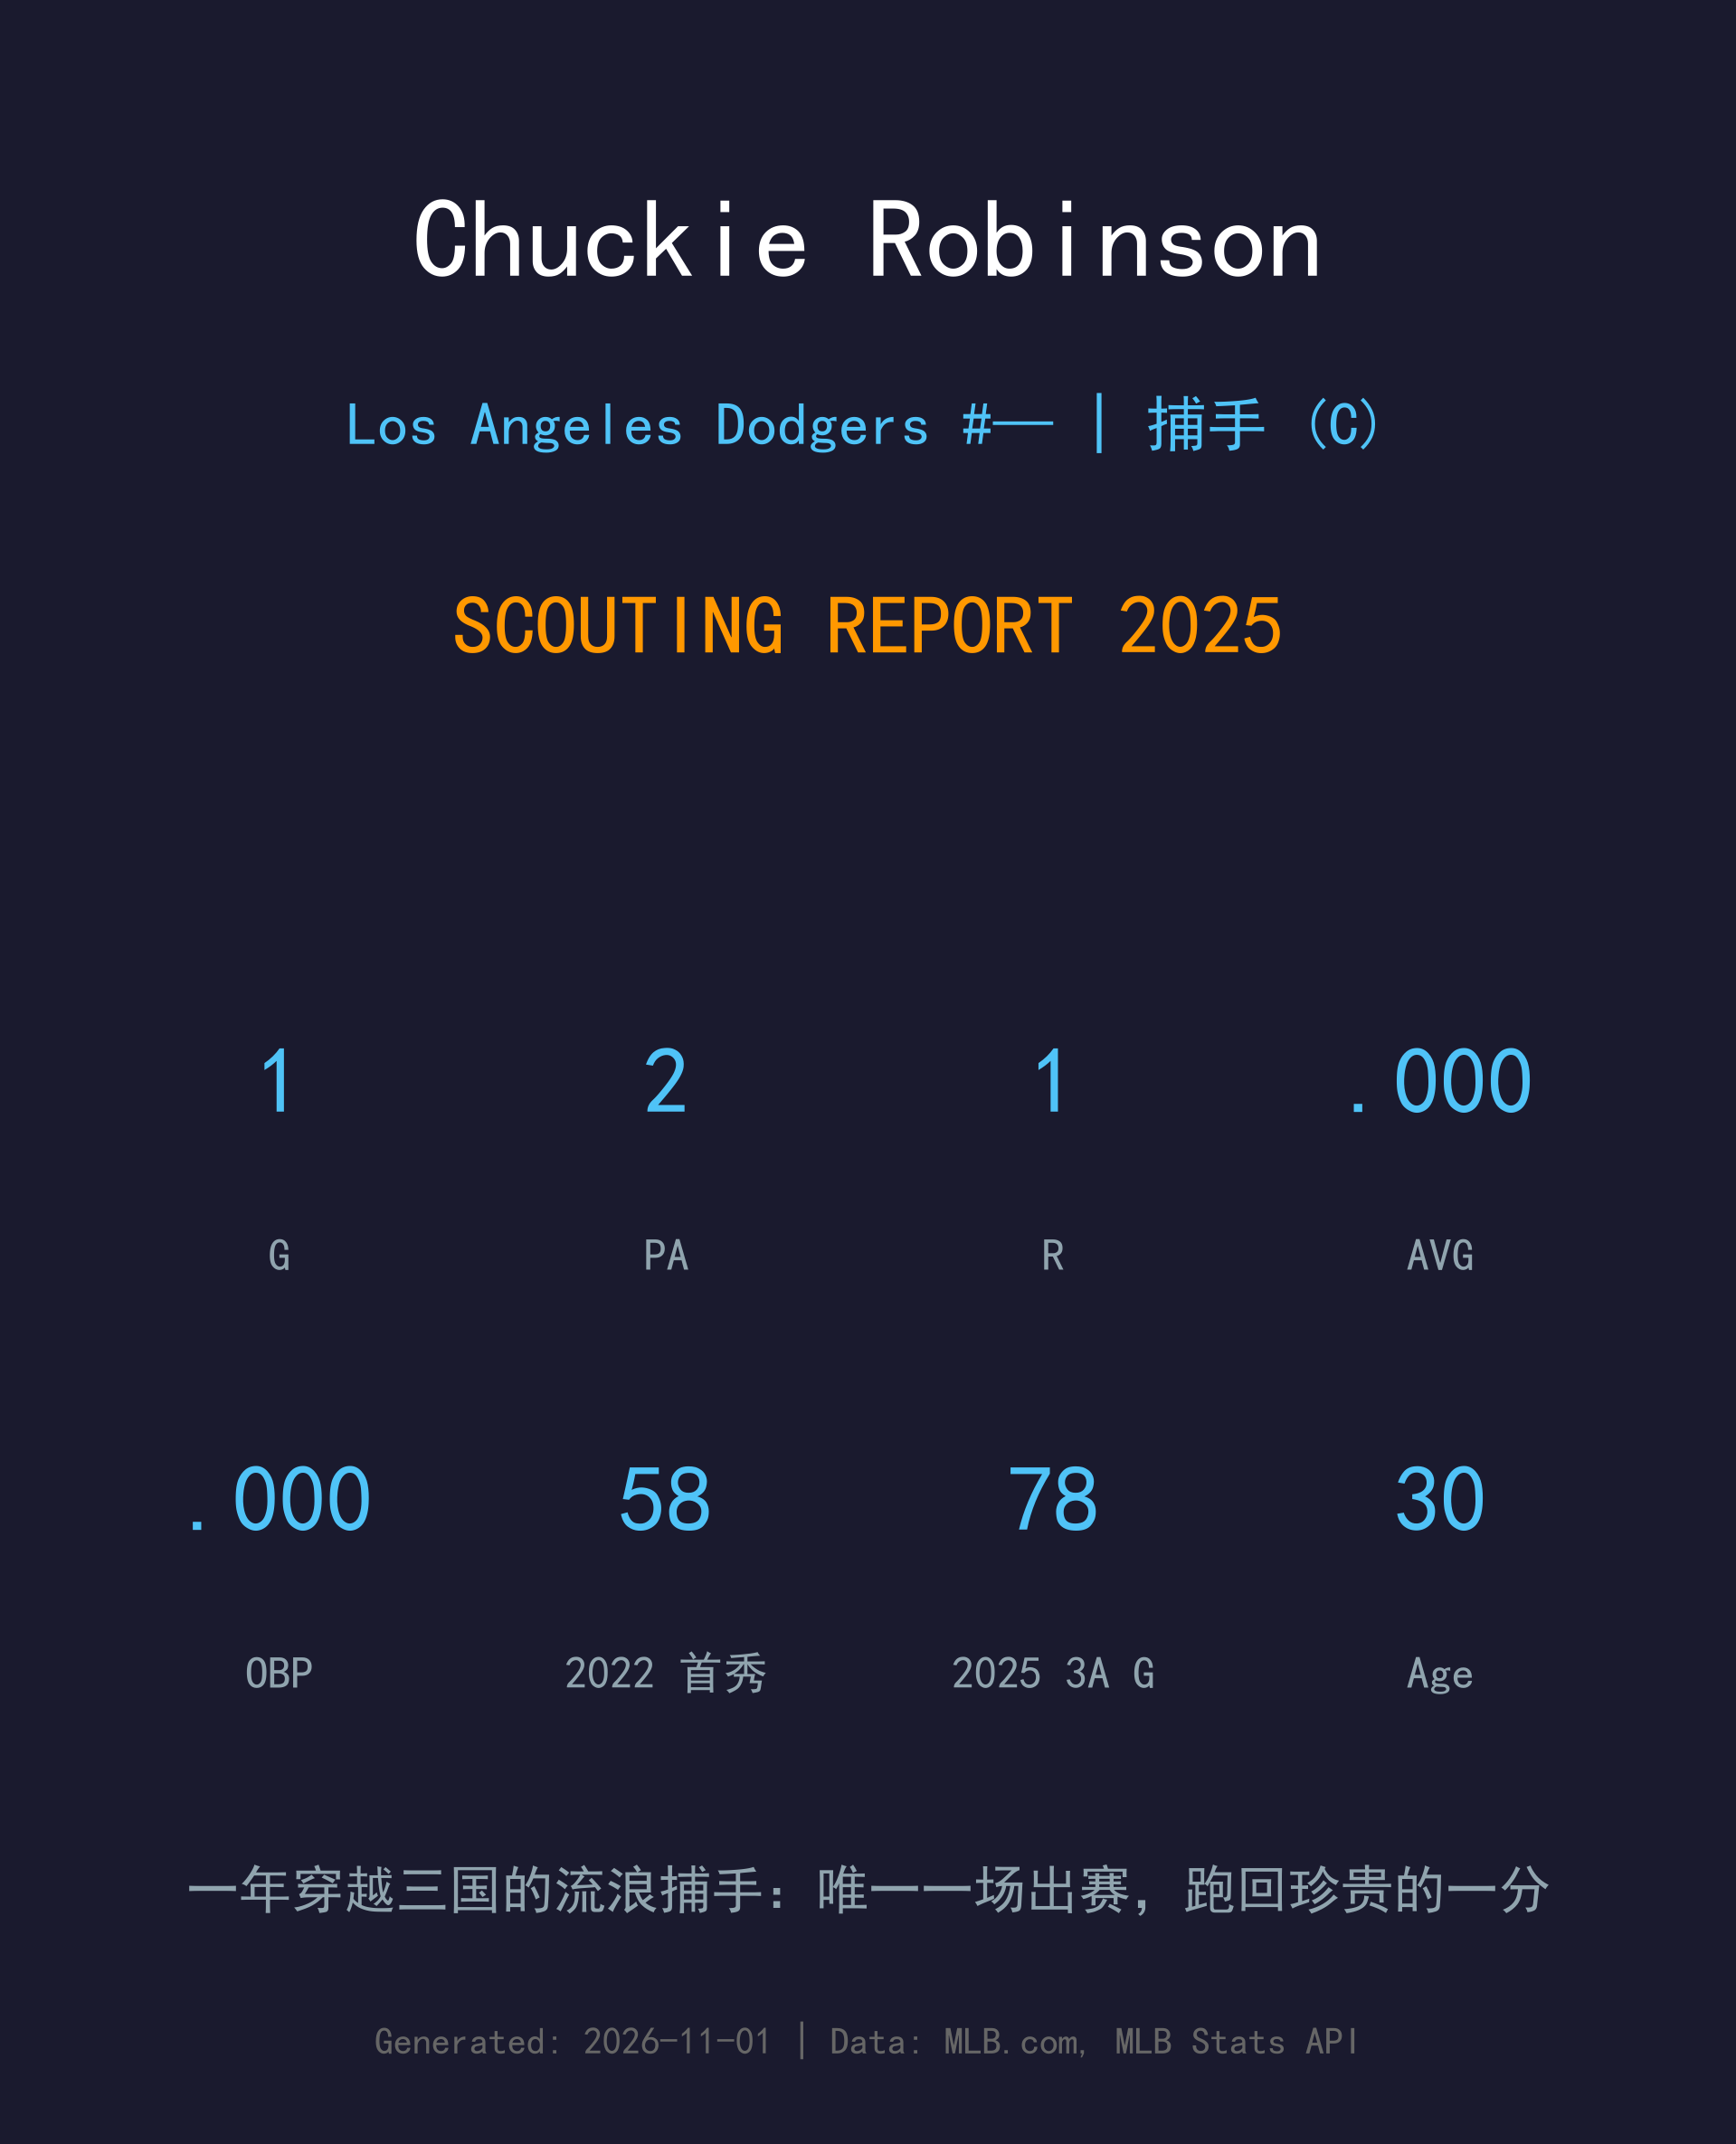 Chuckie Robinson
Los Angeles Dodgers #— | 捕手 (C)
SCOUTING REPORT 2025
1 2 1 .000
G PA R AVG
.000 58 78 30
OBP 2022 首秀 2025 3A G Age
一年穿越三国的流浪捕手：唯一一场出赛，跑回珍贵的一分
Generated: 2026-11-01 | Data: MLB.com, MLB Stats API